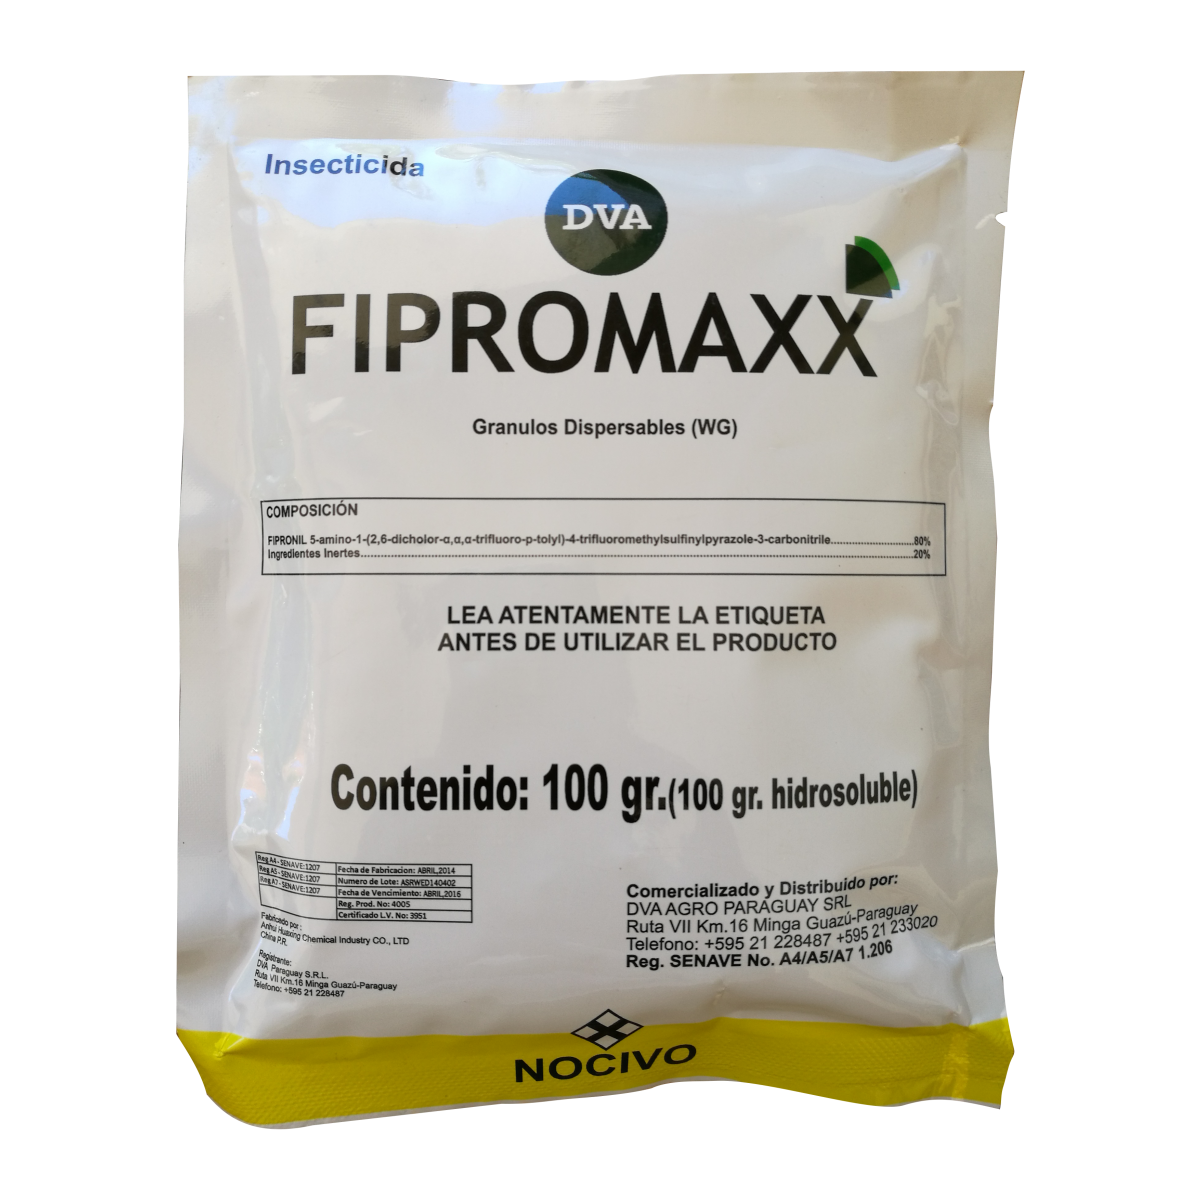 Insecticida
DVA
FIPROMAXX
Granulos Dispersables (WG)
COMPOSICIÓN
FIPRONIL 5-amino-1-(2,6-dicholor-α,α,α-trifluoro-p-tolyl)-4-trifluoromethylsulfinylpyrazole-3-carbonitrile..........................80%
Ingredientes Inertes....................................................................................................20%
LEA ATENTAMENTE LA ETIQUETA
ANTES DE UTILIZAR EL PRODUCTO
Contenido: 100 gr.(100 gr. hidrosoluble)
Reg A4 - SENAVE:1207
Reg A5 - SENAVE:1207
Reg A7 - SENAVE:1207
Fecha de Fabricacion: ABRIL,2014
Numero de Lote: ASRWED140402
Fecha de Vencimiento: ABRIL,2016
Reg. Prod. No: 4005
Certificado L.V. No: 3951
Fabricado por :
Anhui Huaxing Chemical Industry CO., LTD
China P.R.
Registrante:
DVA Paraguay S.R.L.
Ruta VII Km.16 Minga Guazú-Paraguay
Telefono: +595 21 228487
Comercializado y Distribuido por:
DVA AGRO PARAGUAY SRL
Ruta VII Km.16 Minga Guazú-Paraguay
Telefono: +595 21 228487 +595 21 233020
Reg. SENAVE No. A4/A5/A7 1.206
NOCIVO